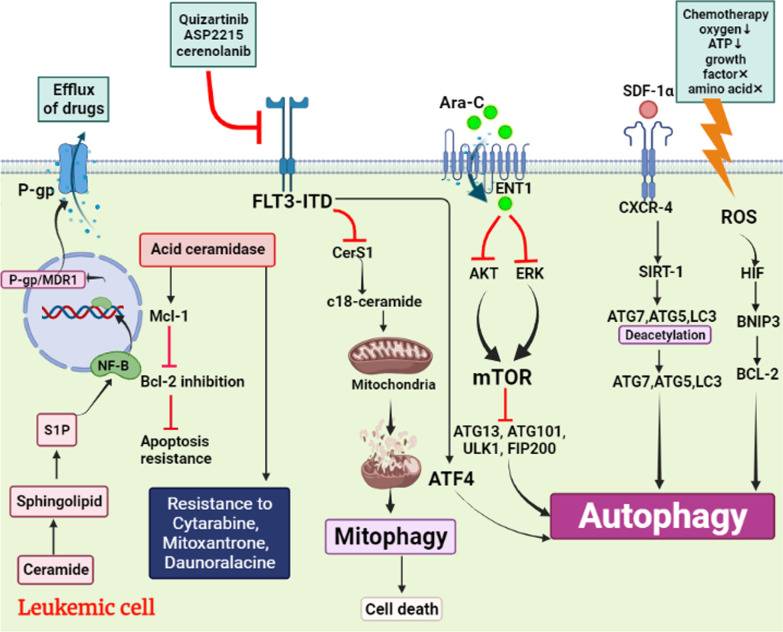 Quizartinib
ASP2215
cerenolanib
Chemotherapy
oxygen↓
ATP↓
growth
factor×
amino acid×
Efflux
of drugs
Ara-C
SDF-1α
P-gp
ENT1
FLT3-ITD
CXCR-4
ROS
Acid ceramidase
CerS1
AKT
ERK
SIRT-1
HIF
P-gp/MDR1
c18-ceramide
Mcl-1
ATG7,ATG5,LC3
Deacetylation
BNIP3
NF-B
Bcl-2 inhibition
Mitochondria
mTOR
ATG7,ATG5,LC3
BCL-2
S1P
Apoptosis
resistance
ATG13, ATG101,
ULK1, FIP200
ATF4
Sphingolipid
Resistance to
Cytarabine,
Mitoxantrone,
Daunoralacine
Mitophagy
Autophagy
Ceramide
Cell death
Leukemic cell